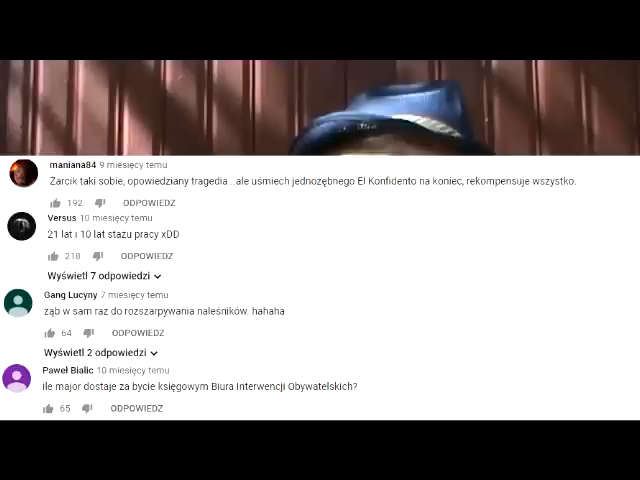 maniana84 9 miesięcy temu
Żarcik taki sobie, opowiedziany tragedia...ale uśmiech jednozębnego El Konfidento na koniec, rekompensuje wszystko.
192 ODPOWIEDZ
Versus 10 miesięcy temu
21 lat i 10 lat stażu pracy xDD
218 ODPOWIEDZ
Wyświetl 7 odpowiedzi
Gang Lucyny 7 miesięcy temu
ząb w sam raz do rozszarpywania naleśników. hahaha
64 ODPOWIEDZ
Wyświetl 2 odpowiedzi
Paweł Bialic 10 miesięcy temu
ile major dostaje za bycie księgowym Biura Interwencji Obywatelskich?
65 ODPOWIEDZ